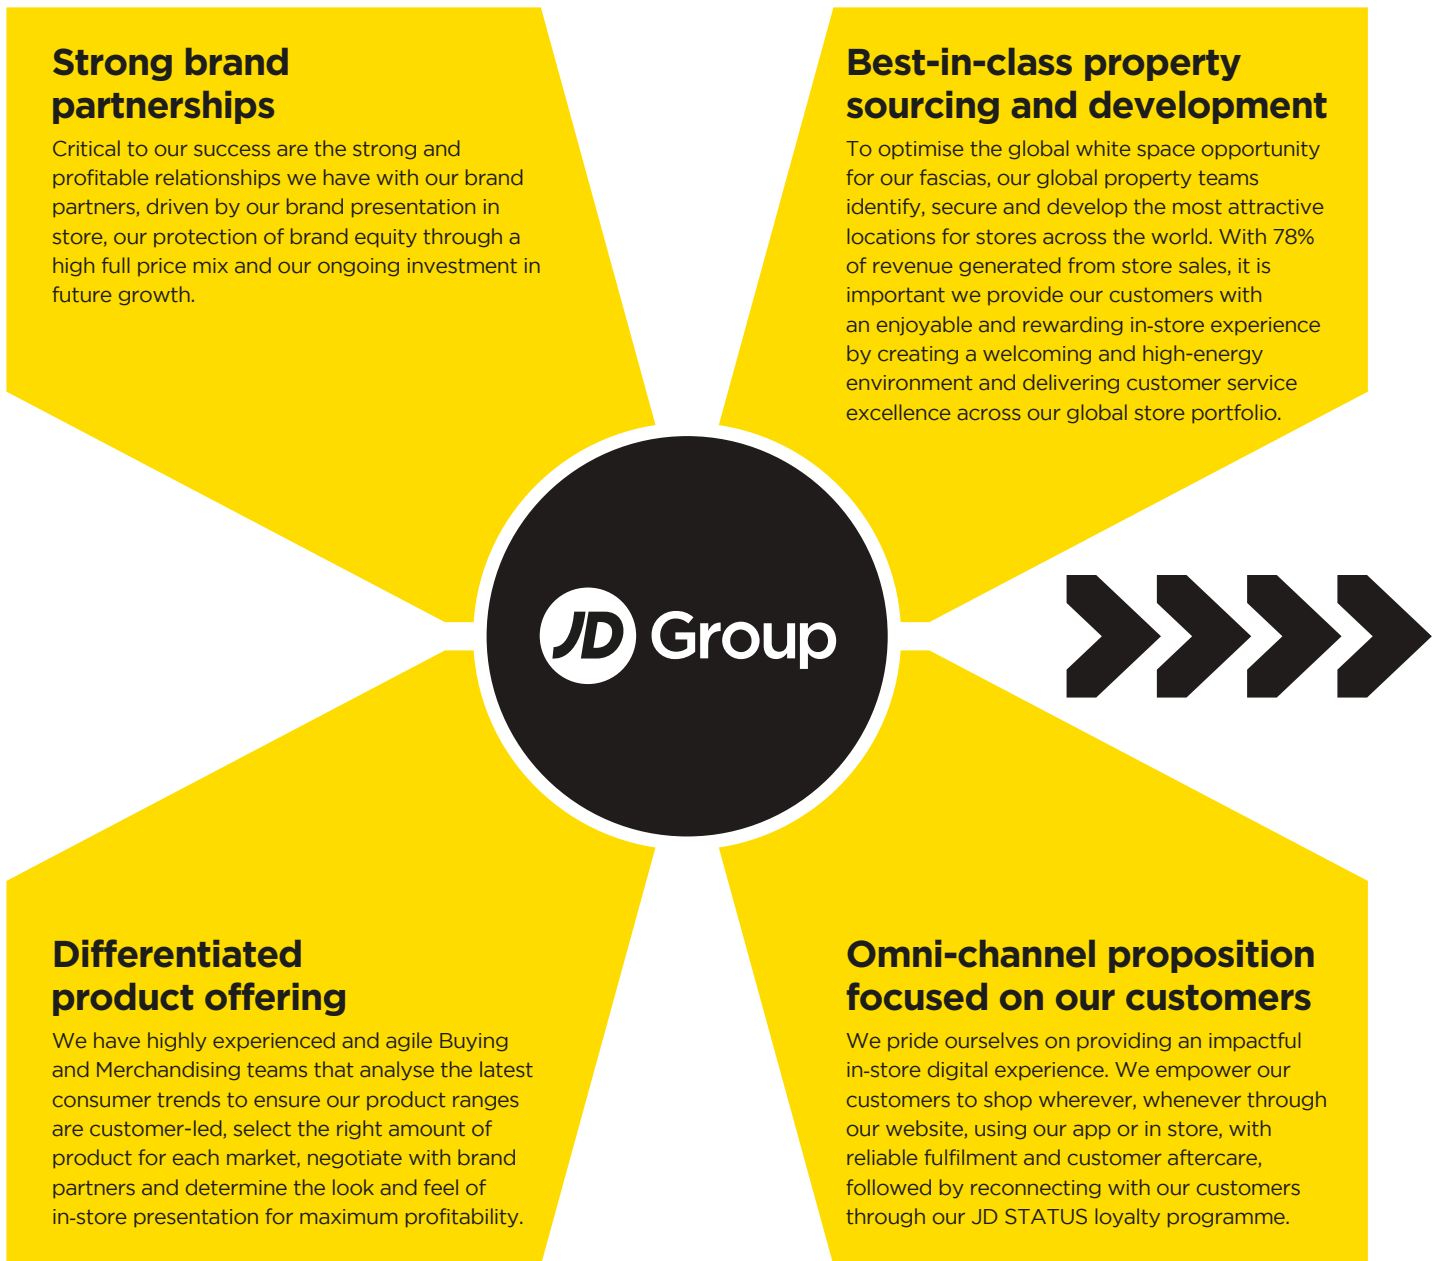 Strong brand
partnerships
Critical to our success are the strong and
profitable relationships we have with our brand
partners, driven by our brand presentation in
store, our protection of brand equity through a
high full price mix and our ongoing investment in
future growth.
Best-in-class property
sourcing and development
To optimise the global white space opportunity
for our fascias, our global property teams
identify, secure and develop the most attractive
locations for stores across the world. With 78%
of revenue generated from store sales, it is
important we provide our customers with
an enjoyable and rewarding in-store experience
by creating a welcoming and high-energy
environment and delivering customer service
excellence across our global store portfolio.
JD Group
Differentiated
product offering
We have highly experienced and agile Buying
and Merchandising teams that analyse the latest
consumer trends to ensure our product ranges
are customer-led, select the right amount of
product for each market, negotiate with brand
partners and determine the look and feel of
in-store presentation for maximum profitability.
Omni-channel proposition
focused on our customers
We pride ourselves on providing an impactful
in-store digital experience. We empower our
customers to shop wherever, whenever through
our website, using our app or in store, with
reliable fulfilment and customer aftercare,
followed by reconnecting with our customers
through our JD STATUS loyalty programme.